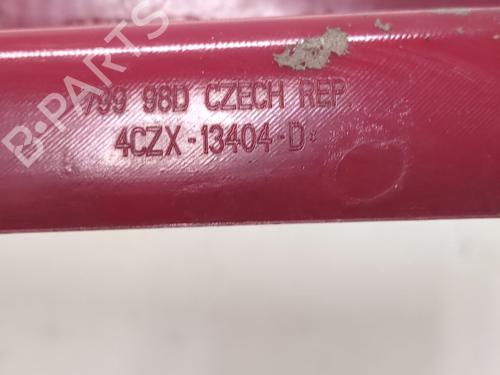 B-PARTS
799 98D CZECH REP.
4CZX-13404-D